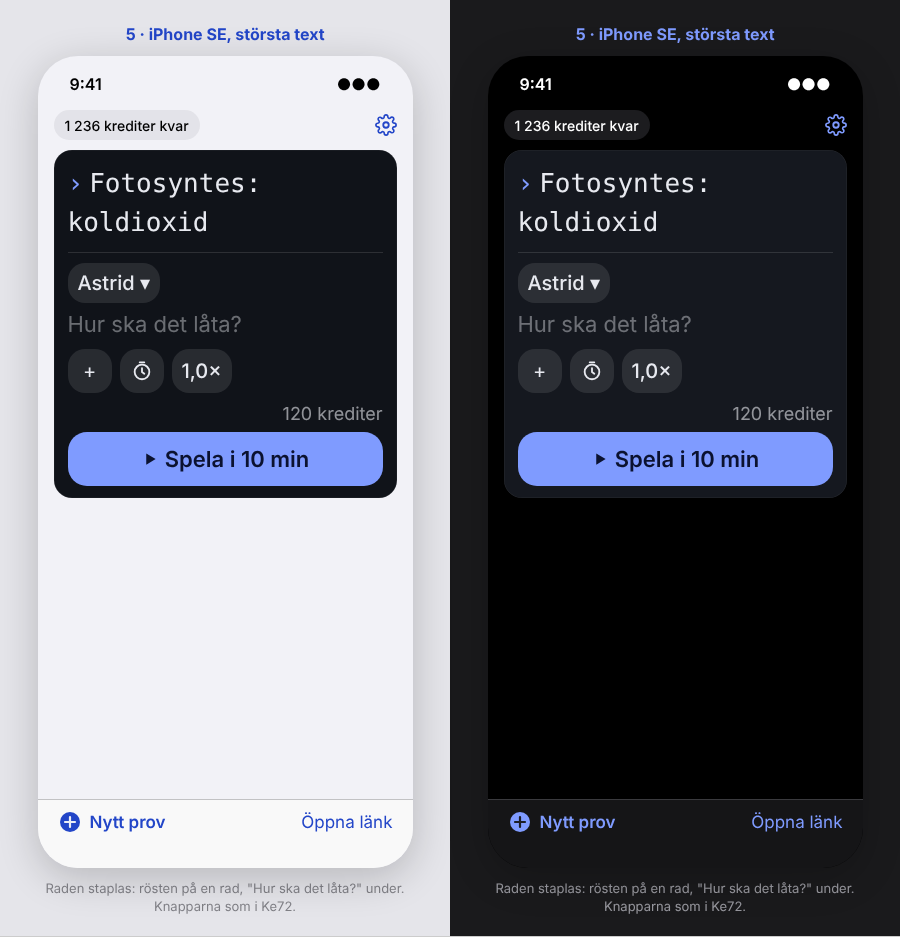 5 · iPhone SE, största text
9:41
1 236 krediter kvar
› Fotosyntes:
koldioxid
Astrid ▾
Hur ska det låta?
+
1,0×
120 krediter
▶ Spela i 10 min
Nytt prov
Öppna länk
Raden staplas: rösten på en rad, "Hur ska det låta?" under.
Knapparna som i Ke72.
5 · iPhone SE, största text
9:41
1 236 krediter kvar
› Fotosyntes:
koldioxid
Astrid ▾
Hur ska det låta?
+
1,0×
120 krediter
▶ Spela i 10 min
Nytt prov
Öppna länk
Raden staplas: rösten på en rad, "Hur ska det låta?" under.
Knapparna som i Ke72.